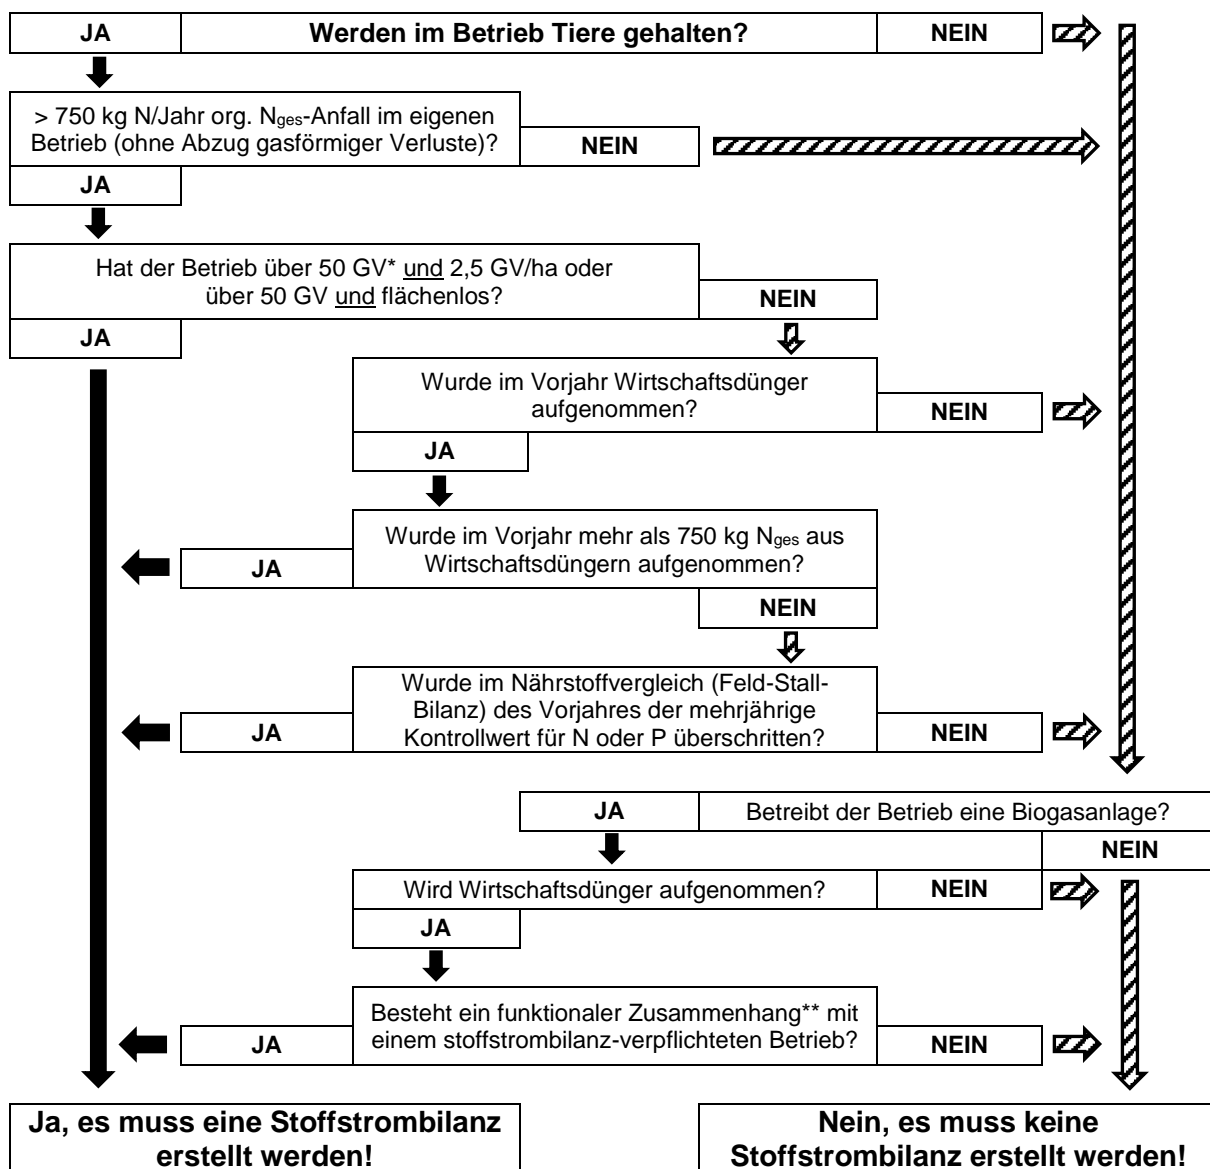 JA
Werden im Betrieb Tiere gehalten?
NEIN
> 750 kg N/Jahr org. Nges-Anfall im eigenen
Betrieb (ohne Abzug gasförmiger Verluste)?
NEIN
JA
Hat der Betrieb über 50 GV* und 2,5 GV/ha oder
über 50 GV und flächenlos?
NEIN
JA
Wurde im Vorjahr Wirtschaftsdünger
aufgenommen?
NEIN
JA
Wurde im Vorjahr mehr als 750 kg Nges aus
Wirtschaftsdüngern aufgenommen?
JA
NEIN
Wurde im Nährstoffvergleich (Feld-Stall-
Bilanz) des Vorjahres der mehrjährige
Kontrollwert für N oder P überschritten?
JA
NEIN
JA
Betreibt der Betrieb eine Biogasanlage?
NEIN
Wird Wirtschaftsdünger aufgenommen?
NEIN
JA
Besteht ein funktionaler Zusammenhang** mit
einem stoffstrombilanz-verpflichteten Betrieb?
JA
NEIN
Ja, es muss eine Stoffstrombilanz
erstellt werden!
Nein, es muss keine
Stoffstrombilanz erstellt werden!